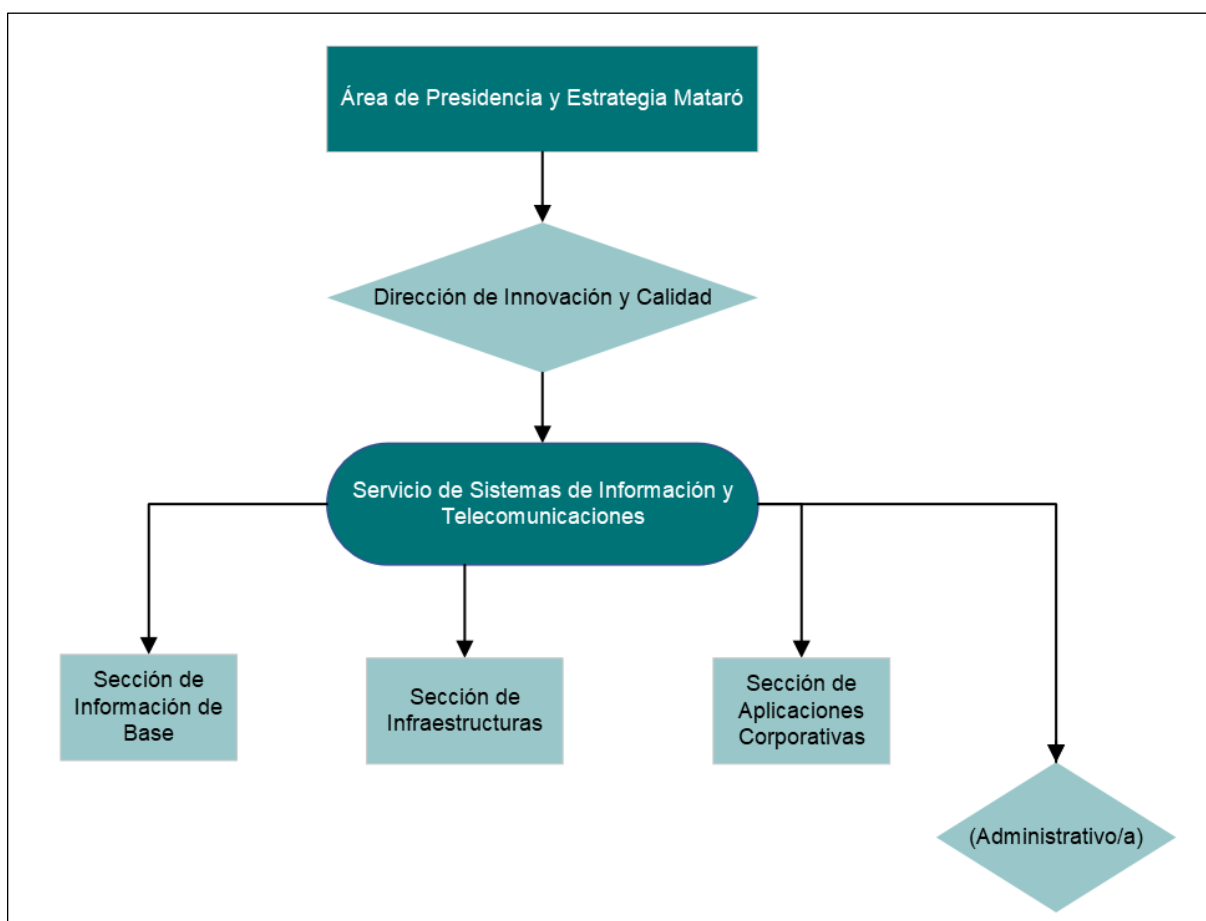 Área de Presidencia y Estrategia Mataró
Dirección de Innovación y Calidad
Servicio de Sistemas de Información y
Telecomunicaciones
Sección de
Información de
Base
Sección de
Infraestructuras
Sección de
Aplicaciones
Corporativas
(Administrativo/a)